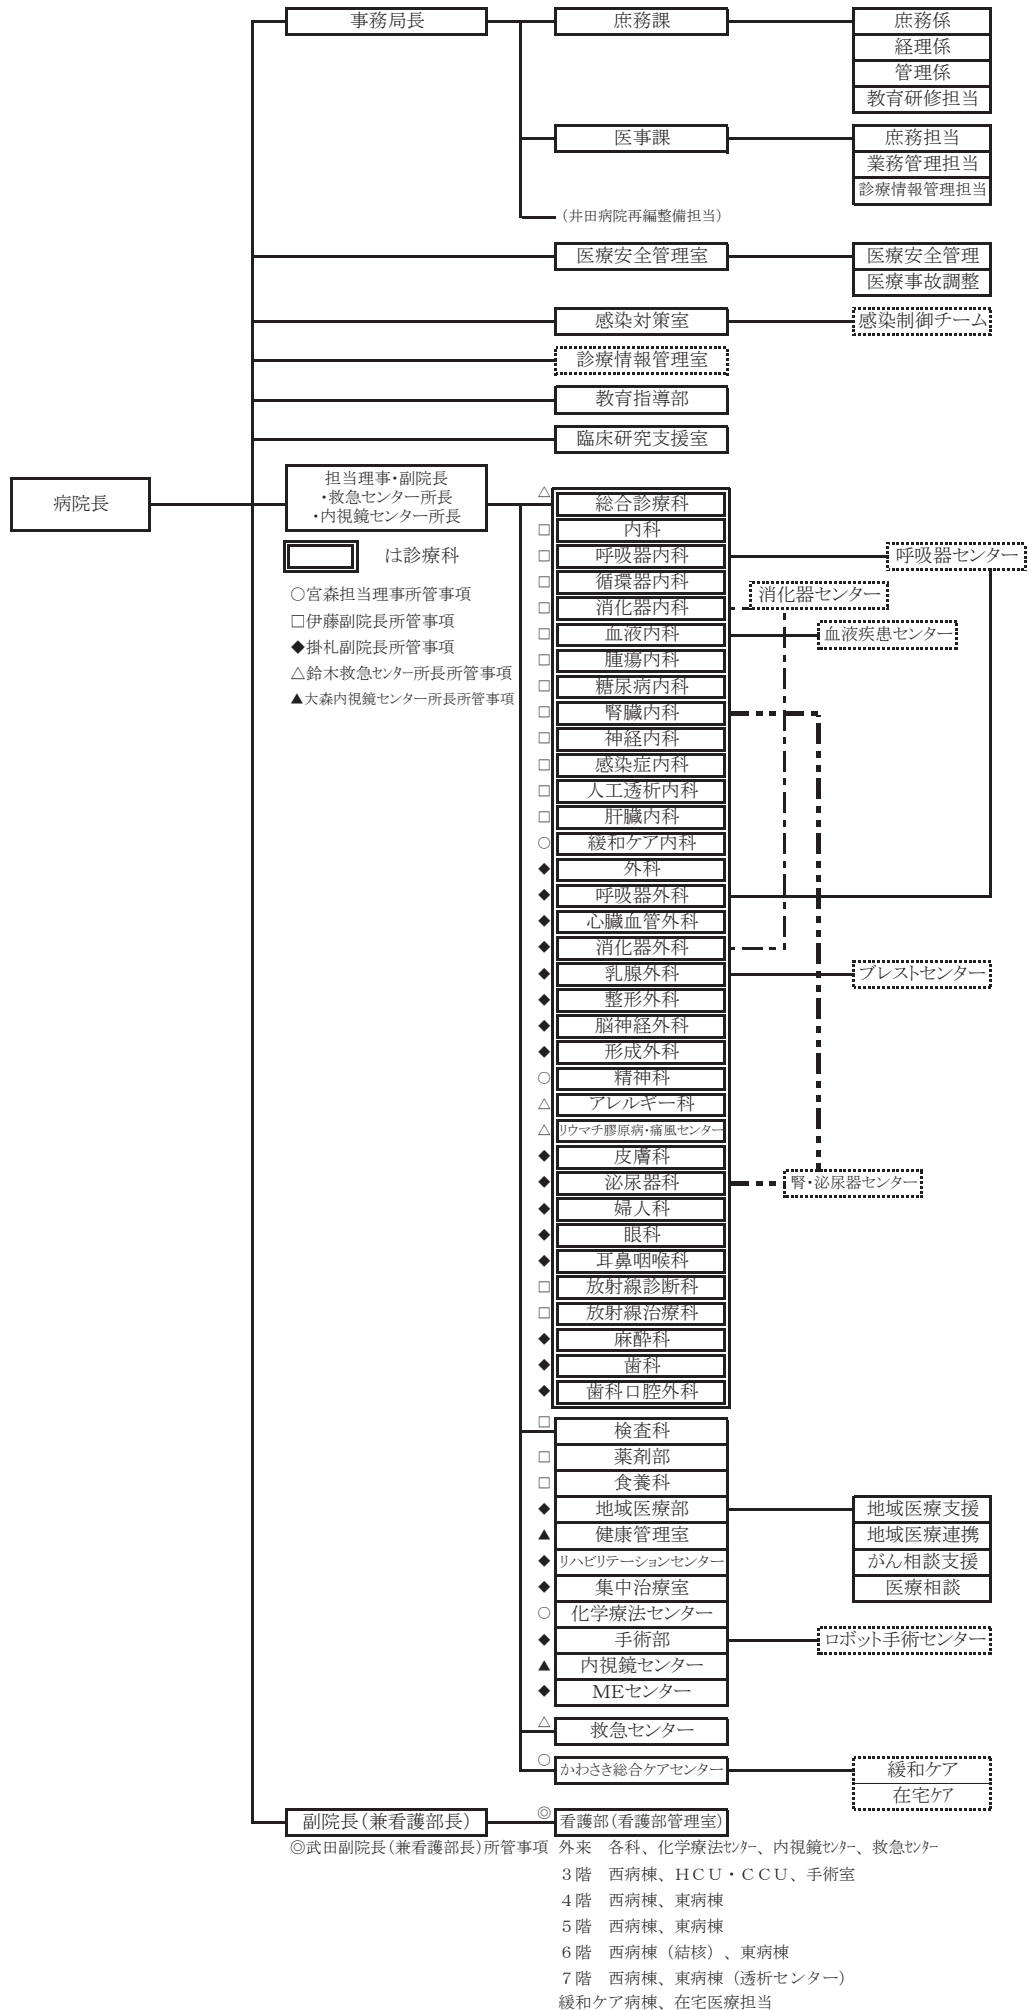 事務局長
庶務課
庶務係
経理係
管理係
教育研修担当
医事課
庶務担当
業務管理担当
診療情報管理担当
（井田病院再編整備担当）
医療安全管理室
医療安全管理
医療事故調整
感染対策室
感染制御チーム
診療情報管理室
教育指導部
臨床研究支援室
病院長
担当理事・副院長
・救急センター所長
・内視鏡センター所長
は診療科
○宮森担当理事所管事項
□伊藤副院長所管事項
◆掛札副院長所管事項
△鈴木救急センター所長所管事項
▲大森内視鏡センター所長所管事項
△ 総合診療科
□ 内科
□ 呼吸器内科
呼吸器センター
□ 循環器内科
消化器センター
□ 消化器内科
□ 血液内科
血液疾患センター
□ 腫瘍内科
□ 糖尿病内科
□ 腎臓内科
□ 神経内科
□ 感染症内科
□ 人工透析内科
□ 肝臓内科
○ 緩和ケア内科
◆ 外科
◆ 呼吸器外科
◆ 心臓血管外科
◆ 消化器外科
◆ 乳腺外科
ブレストセンター
◆ 整形外科
◆ 脳神経外科
◆ 形成外科
○ 精神科
△ アレルギー科
△ リウマチ膠原病・痛風センター
◆ 皮膚科
◆ 泌尿器科
腎・泌尿器センター
◆ 婦人科
◆ 眼科
◆ 耳鼻咽喉科
□ 放射線診断科
□ 放射線治療科
◆ 麻酔科
◆ 歯科
◆ 歯科口腔外科
□ 検査科
□ 薬剤部
□ 食養科
◆ 地域医療部
地域医療支援
▲ 健康管理室
地域医療連携
◆ リハビリテーションセンター
がん相談支援
◆ 集中治療室
医療相談
○ 化学療法センター
◆ 手術部
ロボット手術センター
▲ 内視鏡センター
◆ MEセンター
△ 救急センター
○ かわさき総合ケアセンター
緩和ケア
在宅ケア
副院長（兼看護部長）
◎ 看護部（看護部管理室）
◎武田副院長（兼看護部長）所管事項
外来　各科、化学療法センター、内視鏡センター、救急センター
３階　西病棟、ＨＣＵ・ＣＣＵ、手術室
４階　西病棟、東病棟
５階　西病棟、東病棟
６階　西病棟（結核）、東病棟
７階　西病棟、東病棟（透析センター）
緩和ケア病棟、在宅医療担当